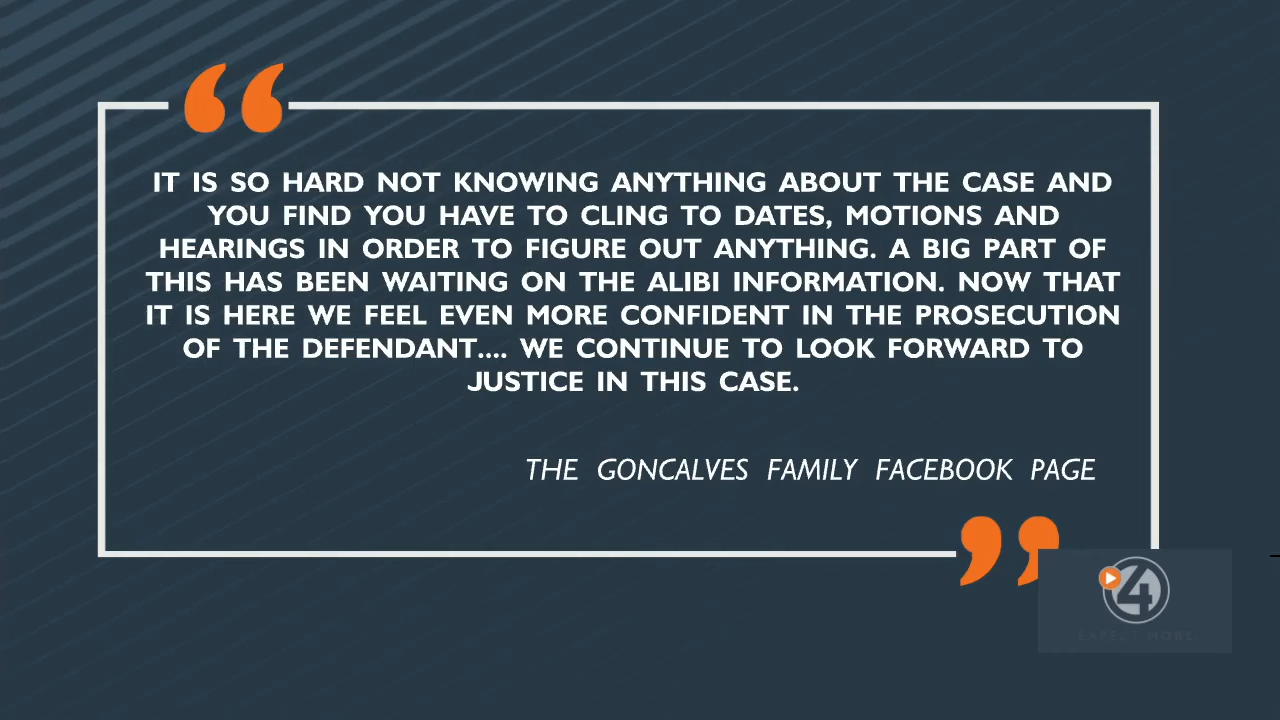 IT IS SO HARD NOT KNOWING ANYTHING ABOUT THE CASE AND
YOU FIND YOU HAVE TO CLING TO DATES, MOTIONS AND
HEARINGS IN ORDER TO FIGURE OUT ANYTHING. A BIG PART OF
THIS HAS BEEN WAITING ON THE ALIBI INFORMATION. NOW THAT
IT IS HERE WE FEEL EVEN MORE CONFIDENT IN THE PROSECUTION
OF THE DEFENDANT.... WE CONTINUE TO LOOK FORWARD TO
JUSTICE IN THIS CASE.
THE GONCALVES FAMILY FACEBOOK PAGE
4
EXPECT MORE